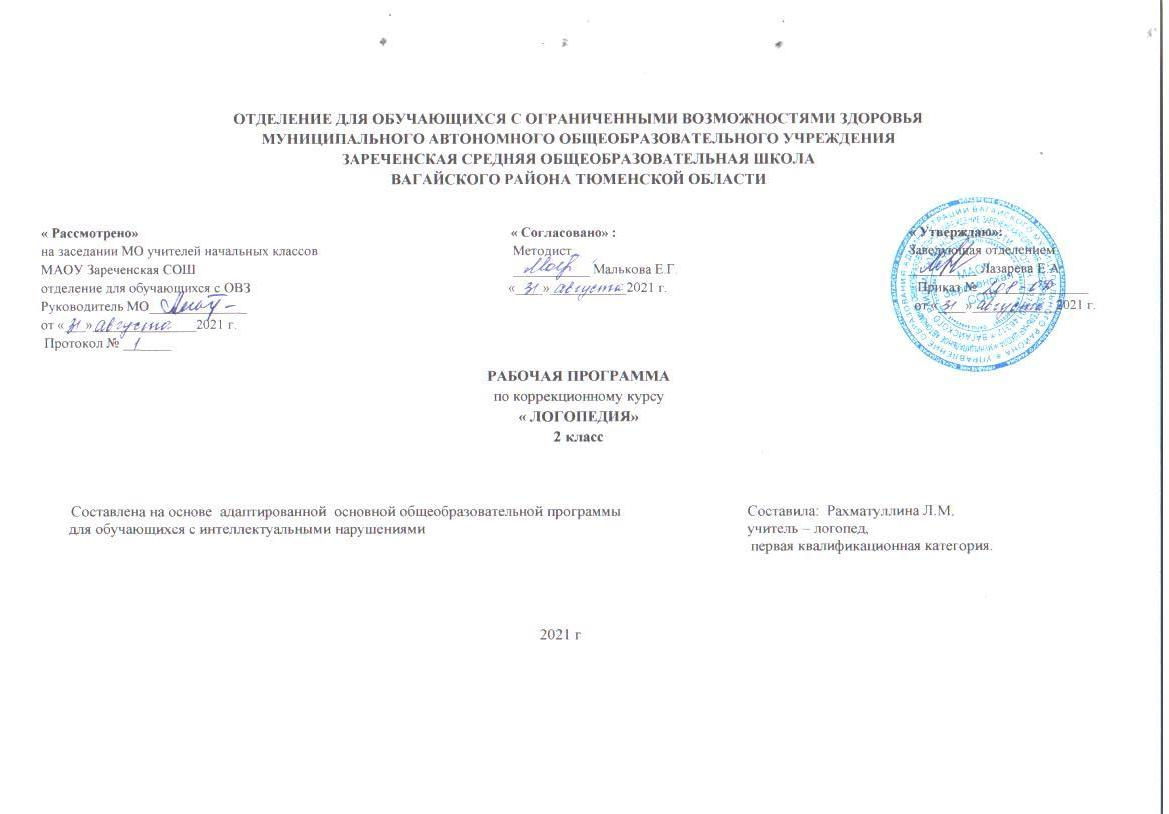 ОТДЕЛЕНИЕ ДЛЯ ОБУЧАЮЩИХСЯ С ОГРАНИЧЕННЫМИ ВОЗМОЖНОСТЯМИ ЗДОРОВЬЯ
МУНИЦИПАЛЬНОГО АВТОНОМНОГО ОБЩЕОБРАЗОВАТЕЛЬНОГО УЧРЕЖДЕНИЯ
ЗАРЕЧЕНСКАЯ СРЕДНЯЯ ОБЩЕОБРАЗОВАТЕЛЬНАЯ ШКОЛА
ВАГАЙСКОГО РАЙОНА ТЮМЕНСКОЙ ОБЛАСТИ
« Рассмотрено»
на заседании МО учителей начальных классов
МАОУ Зареченская СОШ
отделение для обучающихся с ОВЗ
Руководитель МО
от « 31 » августа 2021 г.
Протокол № 1
« Согласовано» :
Методист
Малькова Е.Г.
« 31 » августа 2021 г.
« Утверждаю»:
Заведующая отделением
Лазарева Е.А
Приказ №
от « 31 » августа 2021 г.
МАОУ
Зареченская
СОШ
РАБОЧАЯ ПРОГРАММА
по коррекционному курсу
« ЛОГОПЕДИЯ»
2 класс
Составлена на основе адаптированной основной общеобразовательной программы
для обучающихся с интеллектуальными нарушениями
Составила: Рахматуллина Л.М.
учитель – логопед,
первая квалификационная категория.
2021 г